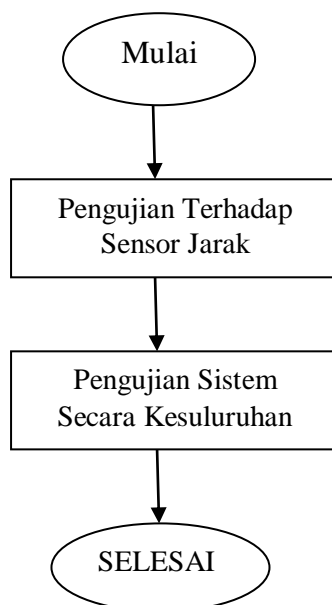 Mulai
Pengujian Terhadap
Sensor Jarak
Pengujian Sistem
Secara Kesuluruhan
SELESAI